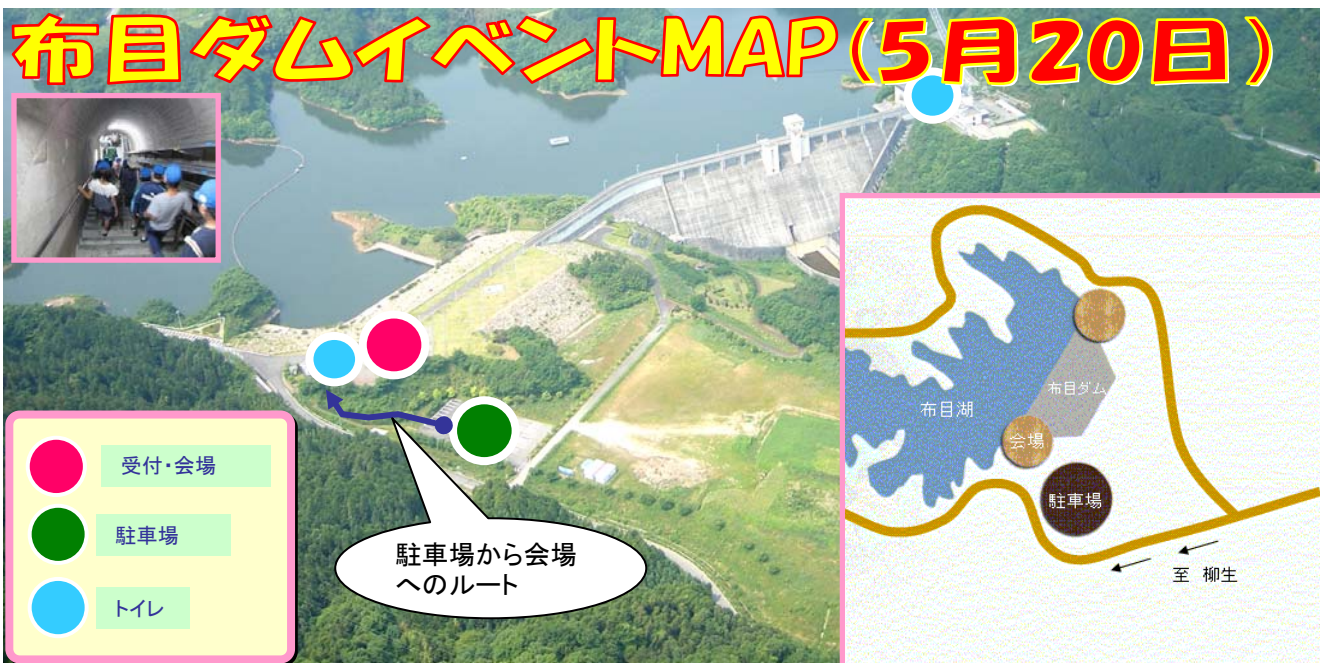 布目ダムイベントMAP(5月20日)
受付・会場
駐車場
トイレ
駐車場から会場
へのルート
布目ダム
布目湖
会場
駐車場
至 柳生